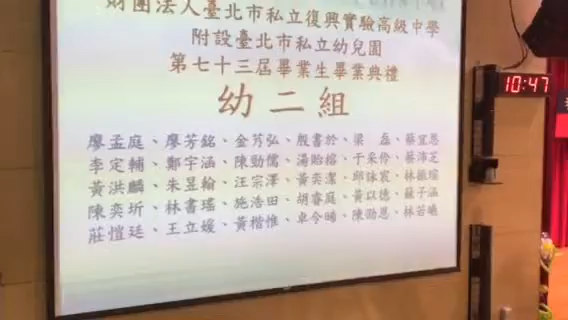 財團法人臺北市私立復興實驗高級中學
附設臺北市私立幼兒園
第七十三屆畢業生畢業典禮
幼二組
廖孟庭、廖芳銘、金艿弘、殷書於、梁 磊、蔡宜恩
李定輔、鄭宇涵、陳勁儒、湯貽榕、于采伶、蔡沛芝
黃洪麟、朱昱翰、汪宗澤、黃奕潔、邱詠宸、林 瑄
陳奕圻、林書瑤、施浩田、胡睿庭、黃以德、蘇子涵
莊愷廷、王立媛、黃楷惟、卓令 、陳勁恩、林若曦
10:47